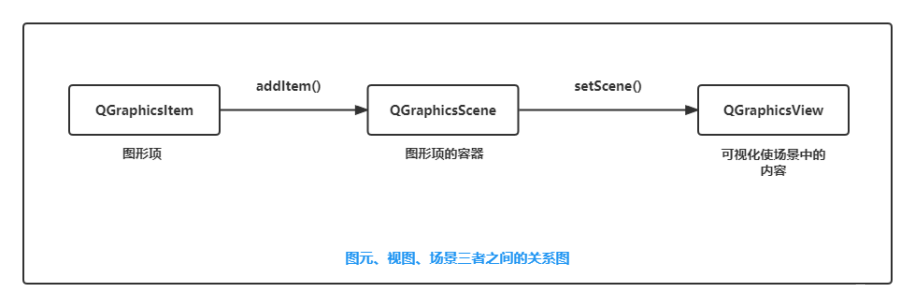 addItem()
setScene()
QGraphicsItem
QGraphicsScene
QGraphicsView
图形项
图形项的容器
可视化使场景中的
内容
图元、视图、场景三者之间的关系图